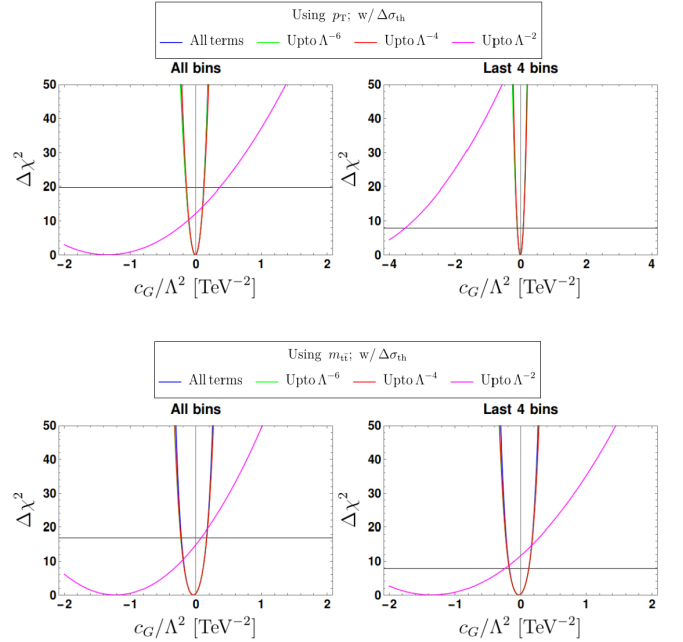 Using p_T; w/ Δσ_th
All terms Upto Λ^−6 Upto Λ^−4 Upto Λ^−2
All bins Last 4 bins
50 50
40 40
30 30
20 20
10 10
0 0
Δχ² Δχ²
−2 −1 0 1 2 −4 −2 0 2 4
c_G/Λ² [TeV^−2] c_G/Λ² [TeV^−2]
Using m_tt̄; w/ Δσ_th
All terms Upto Λ^−6 Upto Λ^−4 Upto Λ^−2
All bins Last 4 bins
50 50
40 40
30 30
20 20
10 10
0 0
Δχ² Δχ²
−2 −1 0 1 2 −2 −1 0 1 2
c_G/Λ² [TeV^−2] c_G/Λ² [TeV^−2]